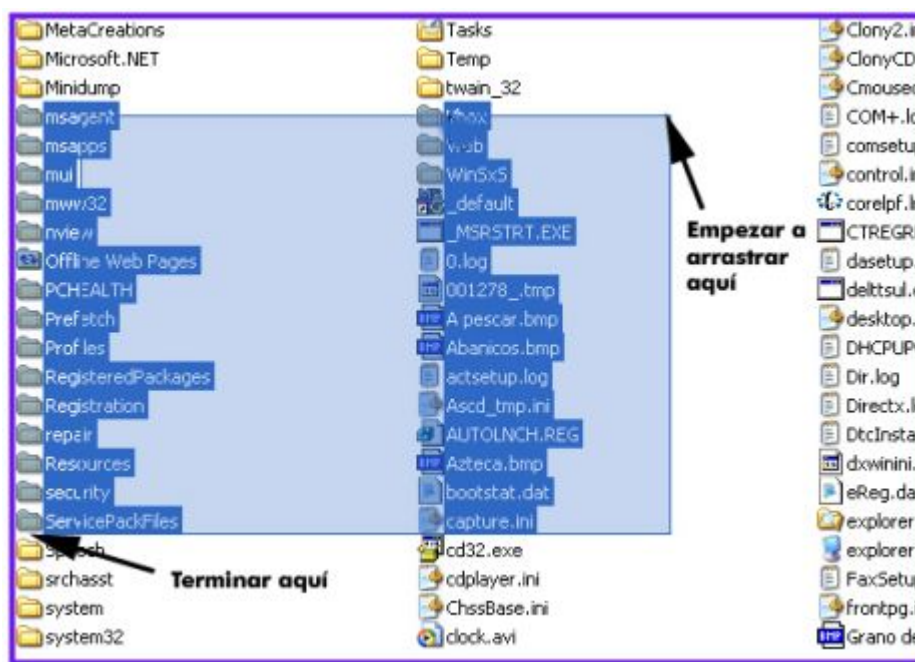 MetaCreations
Microsoft.NET
Minidump
msagent
msapps
mui
mww32
nview
Offline Web Pages
PCHEALTH
Prefetch
Profiles
RegisteredPackages
Registration
repair
Resources
security
ServicePackFiles
srchasst
system
system32
Tasks
Temp
twain_32
Web
WinSxS
_default
_MSRSTRT.EXE
0.log
001278_.tmp
A pescar.bmp
Abanicos.bmp
actsetup.log
Ascd_tmp.ini
AUTOLNCH.REG
Azteca.bmp
bootstat.dat
capture.ini
cd32.exe
cdplayer.ini
ChssBase.ini
clock.avi
Clony2.i
ClonyCD
Cmouse
COM+.lo
comsetu
control.i
corelpf.l
CTREGR
dasetup.
delttsul.
desktop.
DHCPUP
Dir.log
Directx.l
DtcInsta
dxwinini.
eReg.da
explorer
explorer
FaxSetu
frontpg.
Grano de
Empezar a
arrastrar
aquí
Terminar aquí